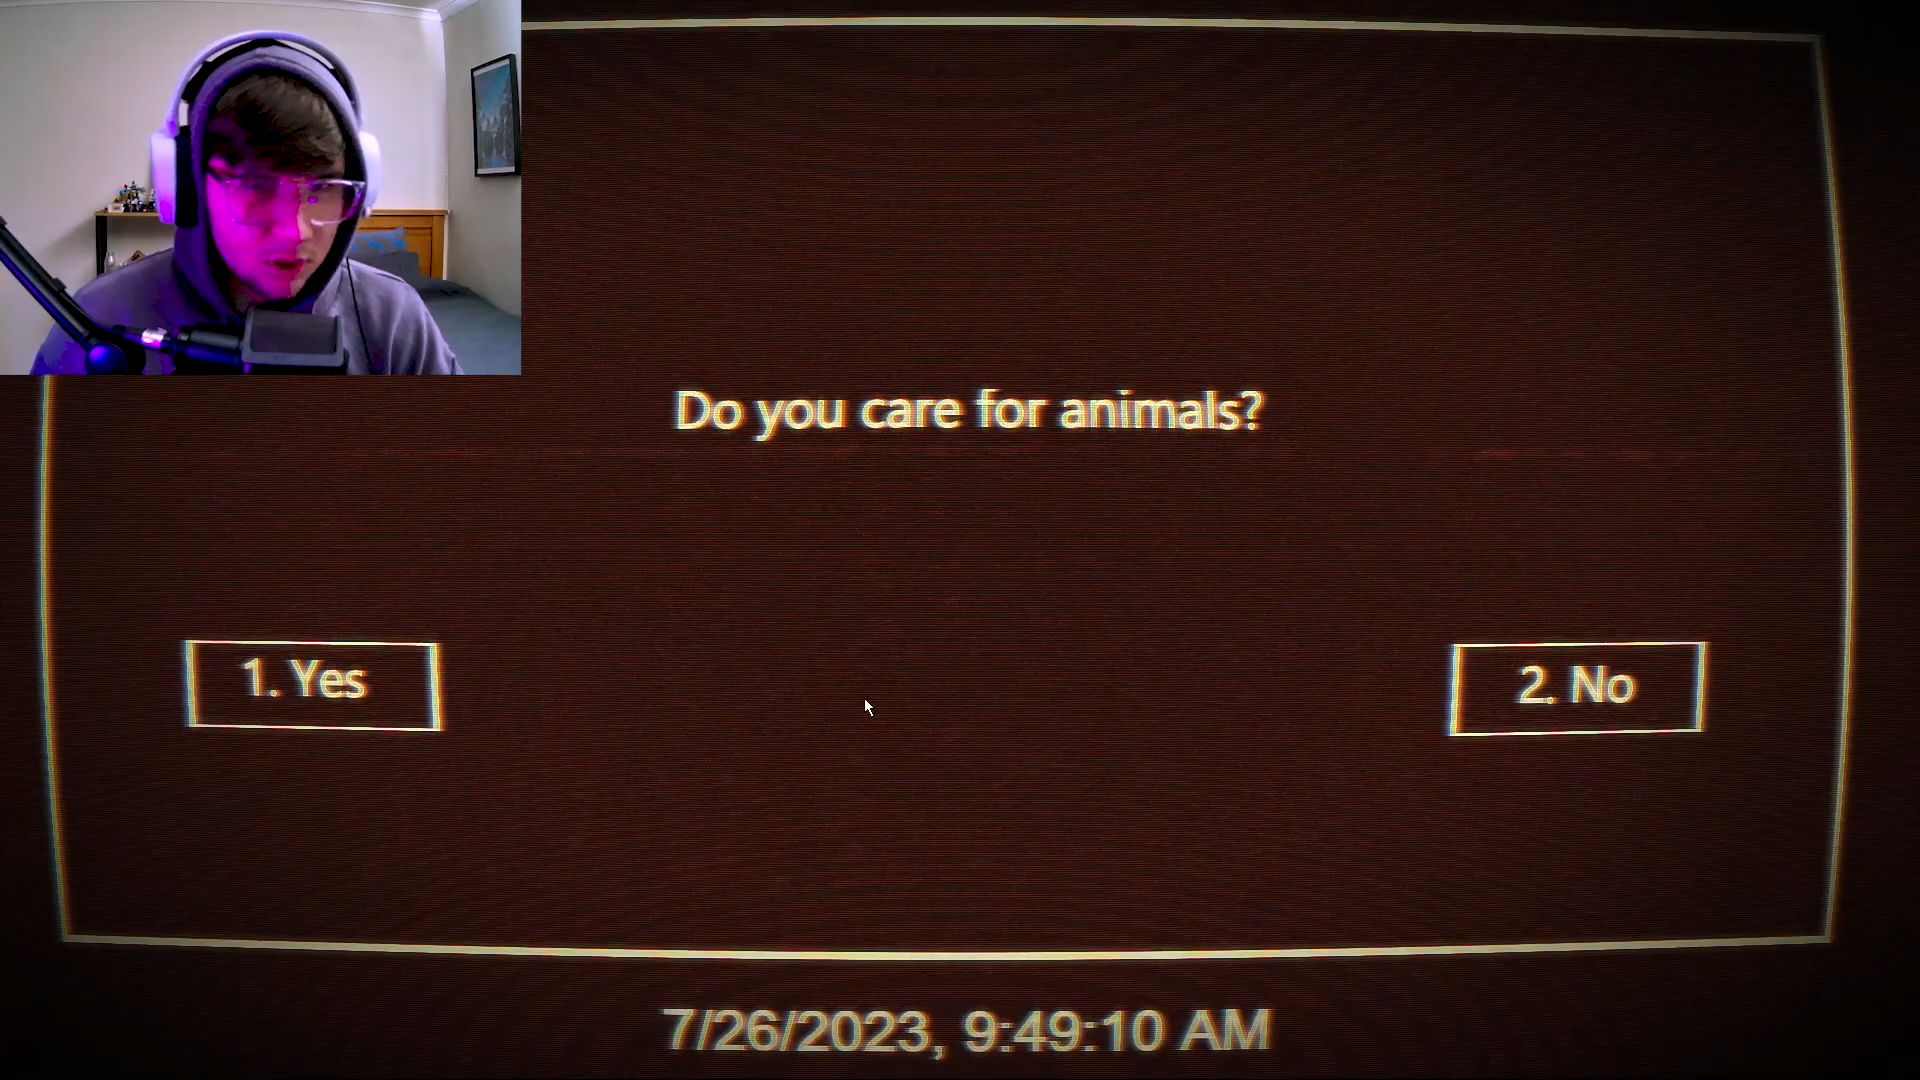 Do you care for animals?
1. Yes
2. No
7/26/2023, 9:49:10 AM